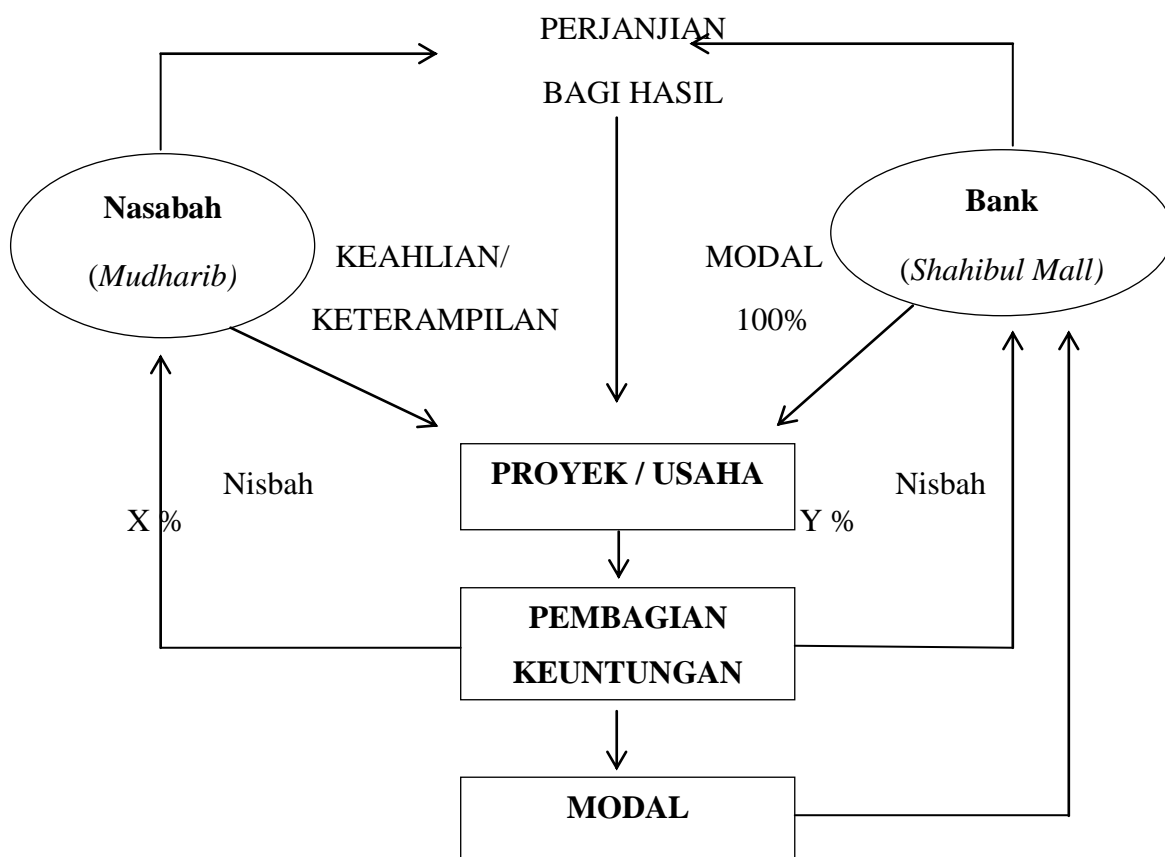 PERJANJIAN
BAGI HASIL
Nasabah
(Mudharib)
KEAHLIAN/
KETERAMPILAN
MODAL
100%
Bank
(Shahibul Mall)
PROYEK / USAHA
Nisbah
X %
Nisbah
Y %
PEMBAGIAN
KEUNTUNGAN
MODAL